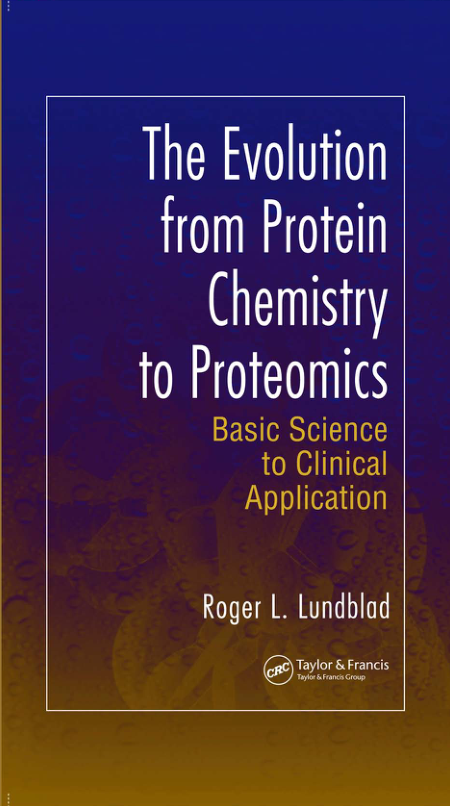 The Evolution
from Protein
Chemistry
to Proteomics
Basic Science
to Clinical
Application
Roger L. Lundblad
CRC
Taylor & Francis
Taylor & Francis Group